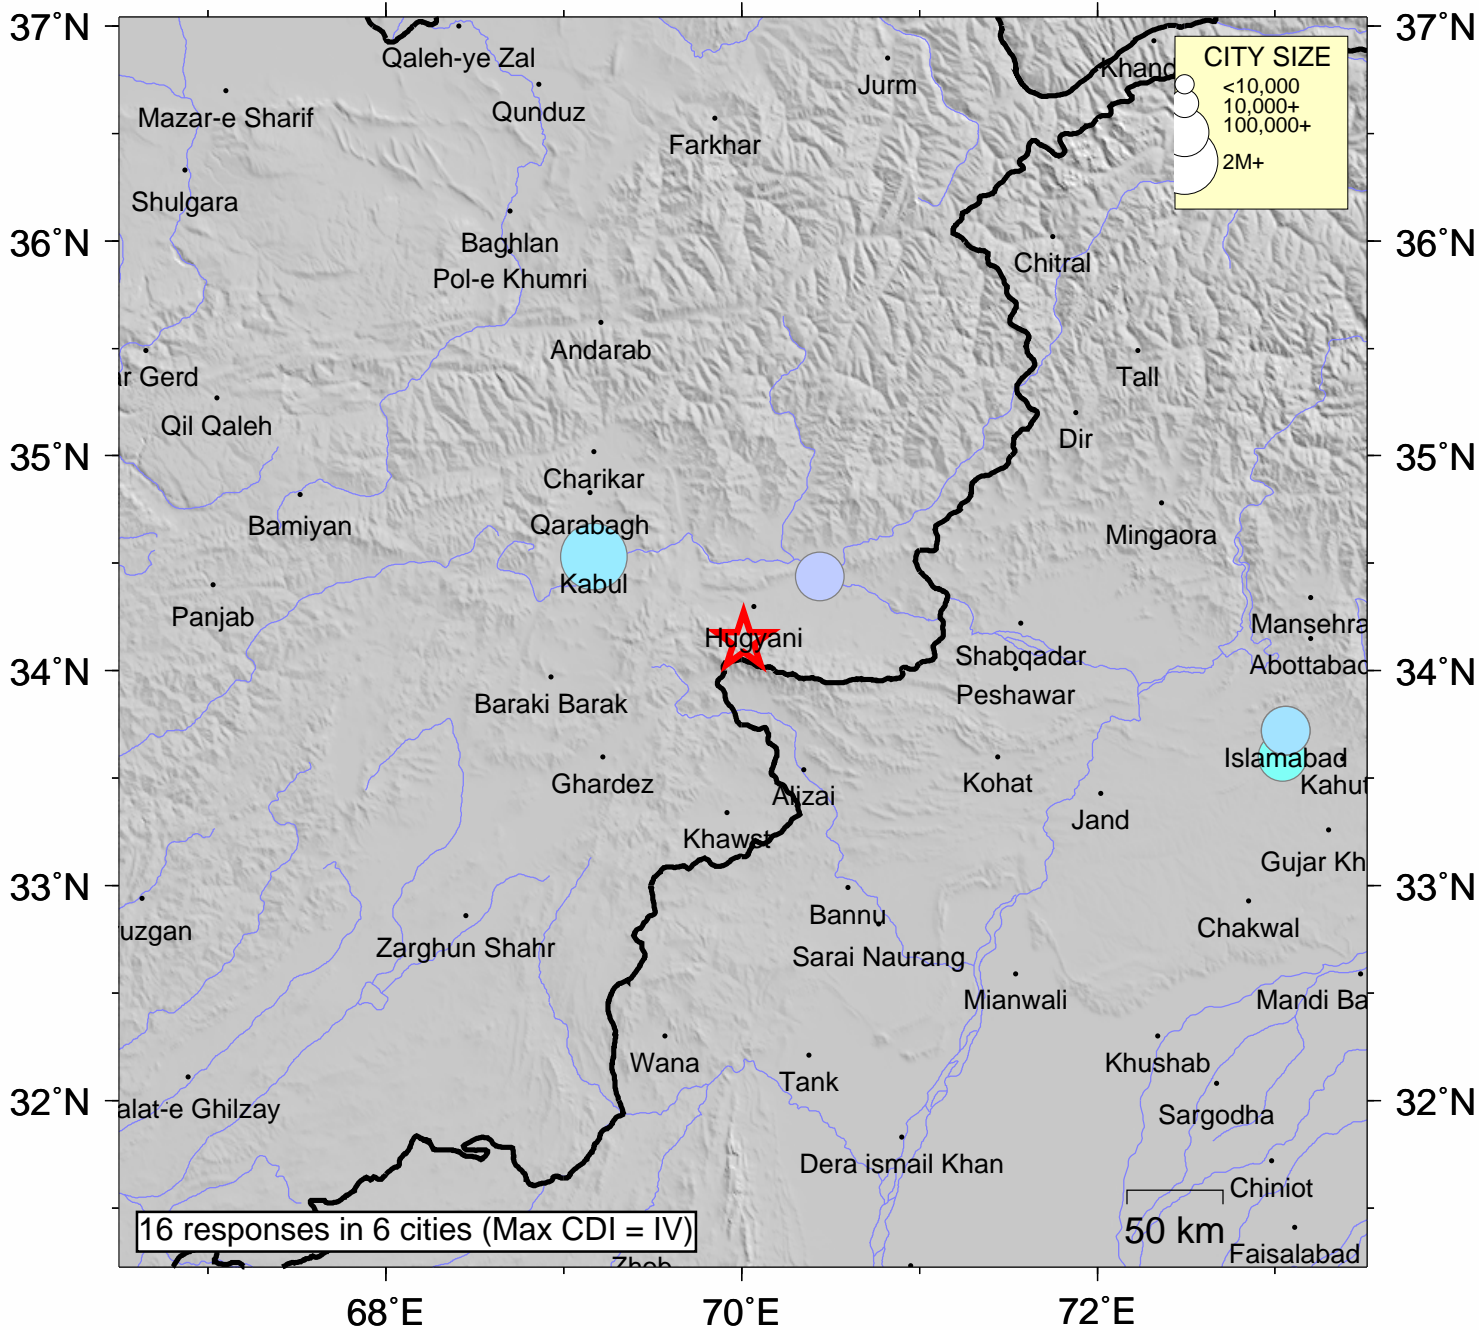 37°N
37°N
Qaleh-ye Zal
Khand
CITY SIZE
<10,000
10,000+
100,000+
2M+
Jurm
Qunduz
Mazar-e Sharif
Farkhar
Shulgara
36°N
36°N
Baghlan
Chitral
Pol-e Khumri
Andarab
Tall
ar Gerd
Qil Qaleh
Dir
35°N
35°N
Charikar
Bamiyan
Qarabagh
Mingaora
Kabul
Panjab
Mansehra
Hugyani
Shabqadar
Abottabad
34°N
34°N
Peshawar
Baraki Barak
Islamabad
Ghardez
Kohat
Kahut
Alizai
Jand
Khawst
Gujar Kh
33°N
33°N
Bannu
Chakwal
uzgan
Zarghun Shahr
Sarai Naurang
Mianwali
Mandi Ba
Wana
Khushab
Tank
32°N
32°N
alat-e Ghilzay
Sargodha
Dera ismail Khan
Chiniot
16 responses in 6 cities (Max CDI = IV)
50 km
Faisalabad
Zhob
68°E
70°E
72°E